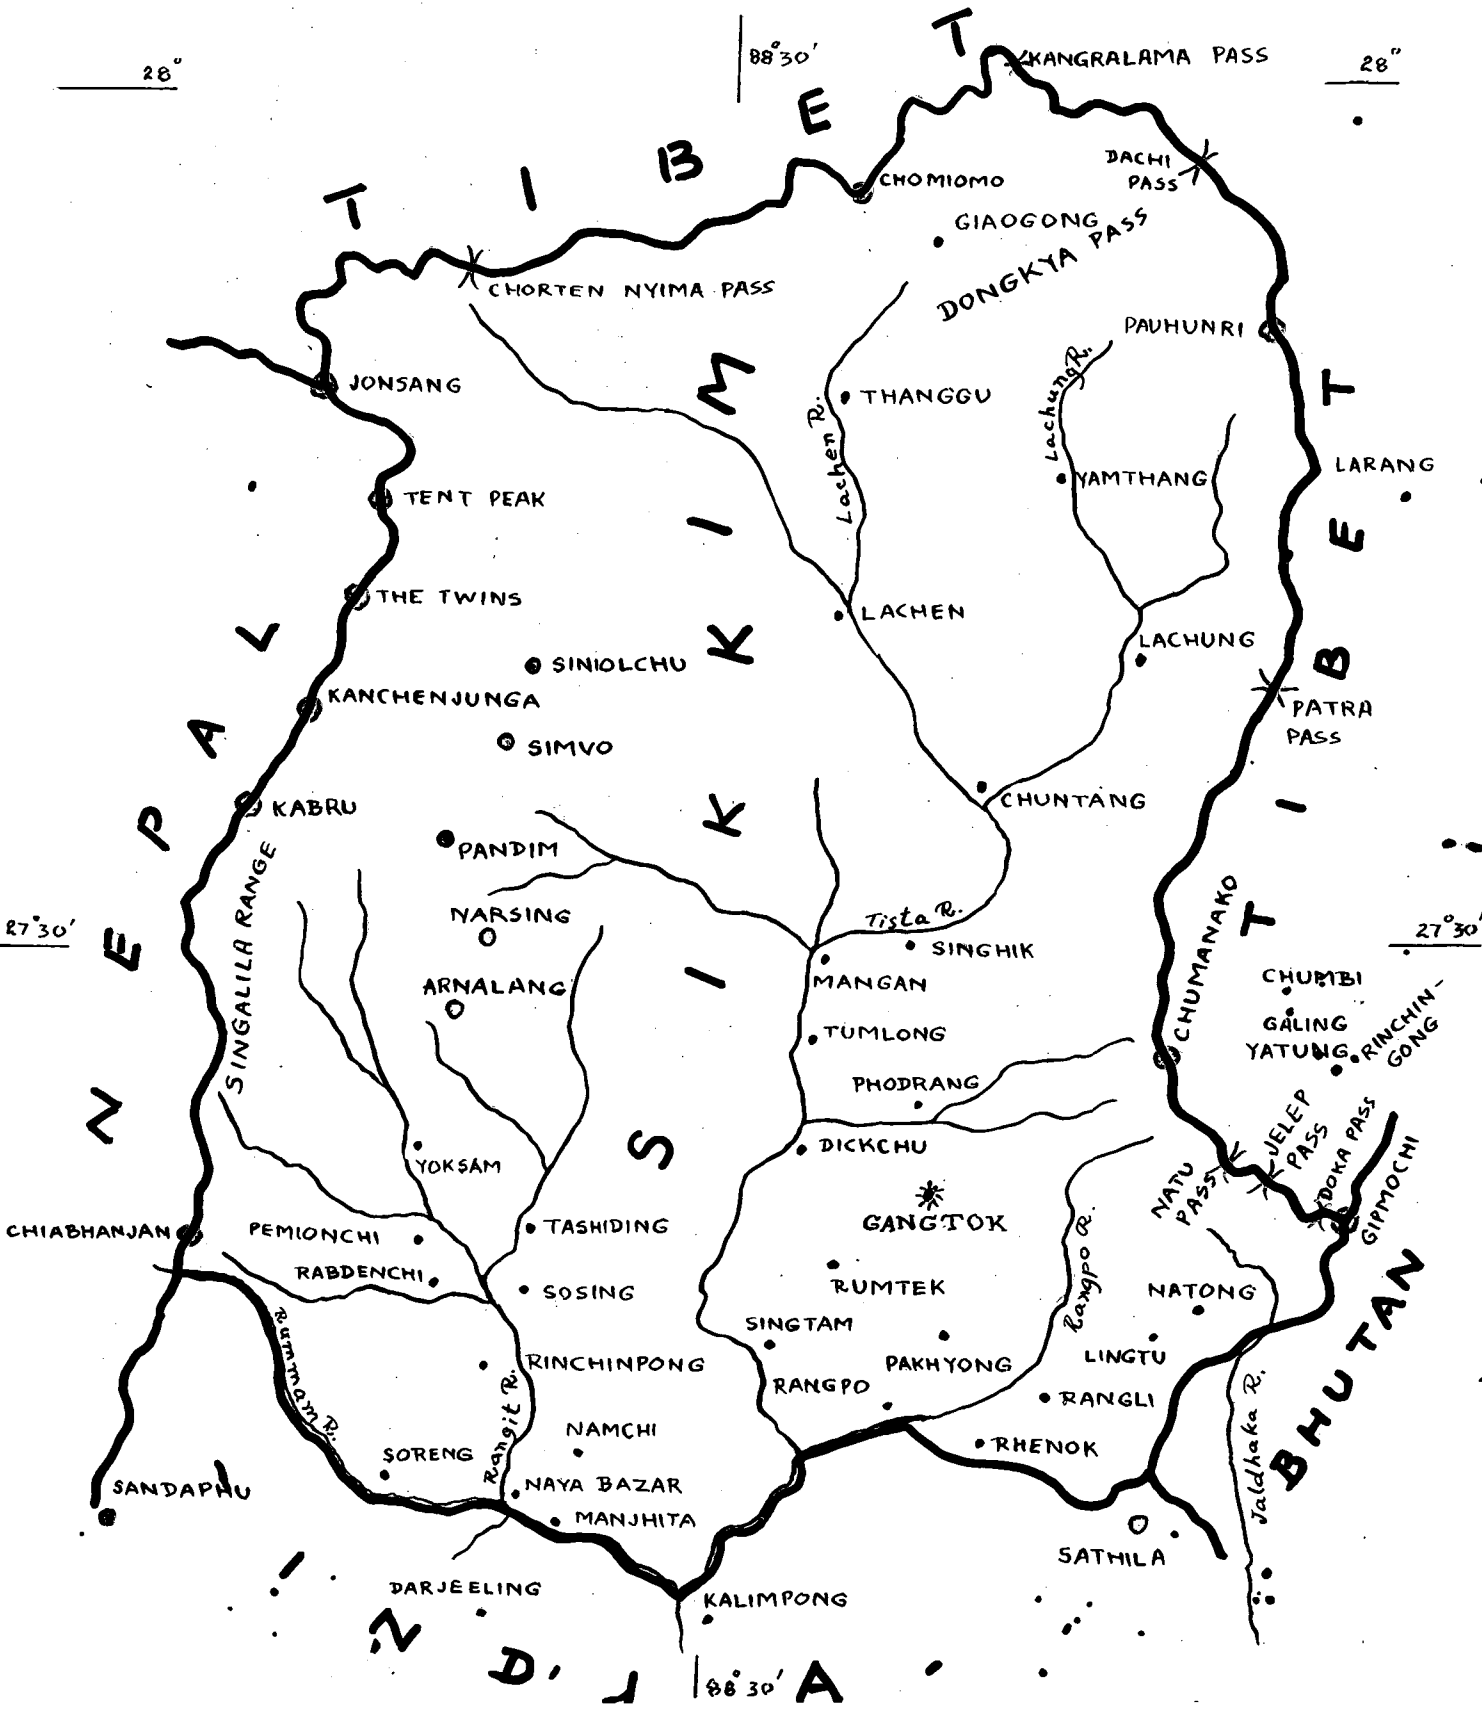 88°30'
28°
28°
TIBET
KANGRALAMA PASS
DACHI
PASS
CHOMIOMO
GIAOGONG
DONGKYA PASS
CHORTEN NYIMA PASS
PAUHUNRI
JONSANG
THANGGU
Lachen R.
Lachung R.
YAMTHANG
LARANG
TENT PEAK
TIBET
THE TWINS
LACHEN
LACHUNG
SINIOLCHU
KANCHENJUNGA
SIMVO
PATRA
PASS
NEPAL
SIKKIM
KABRU
CHUNTANG
PANDIM
SINGALILA RANGE
NARSING
Tista R.
27°30'
27°30'
SINGHIK
ARNALANG
MANGAN
CHUMANAKO
CHUMBI
GALING
YATUNG
RINCHIN-
GONG
TUMLONG
PHODRANG
DICKCHU
JELEP
PASS
DOKA PASS
GIPMOCHI
NATU
PASS
YOKSAM
GANGTOK
CHIABHANJAN
PEMIONCHI
TASHIDING
RABDENCHI
SOSING
RUMTEK
Rangpo R.
NATONG
SINGTAM
RINCHINPONG
PAKHYONG
LINGTU
RANGPO
RANGLI
Rummam R.
Rangit R.
NAMCHI
RHENOK
SORENG
Jaldhaka R.
BHUTAN
SANDAPHU
NAYA BAZAR
MANJHITA
SATHILA
DARJEELING
KALIMPONG
INDIA
88°30'